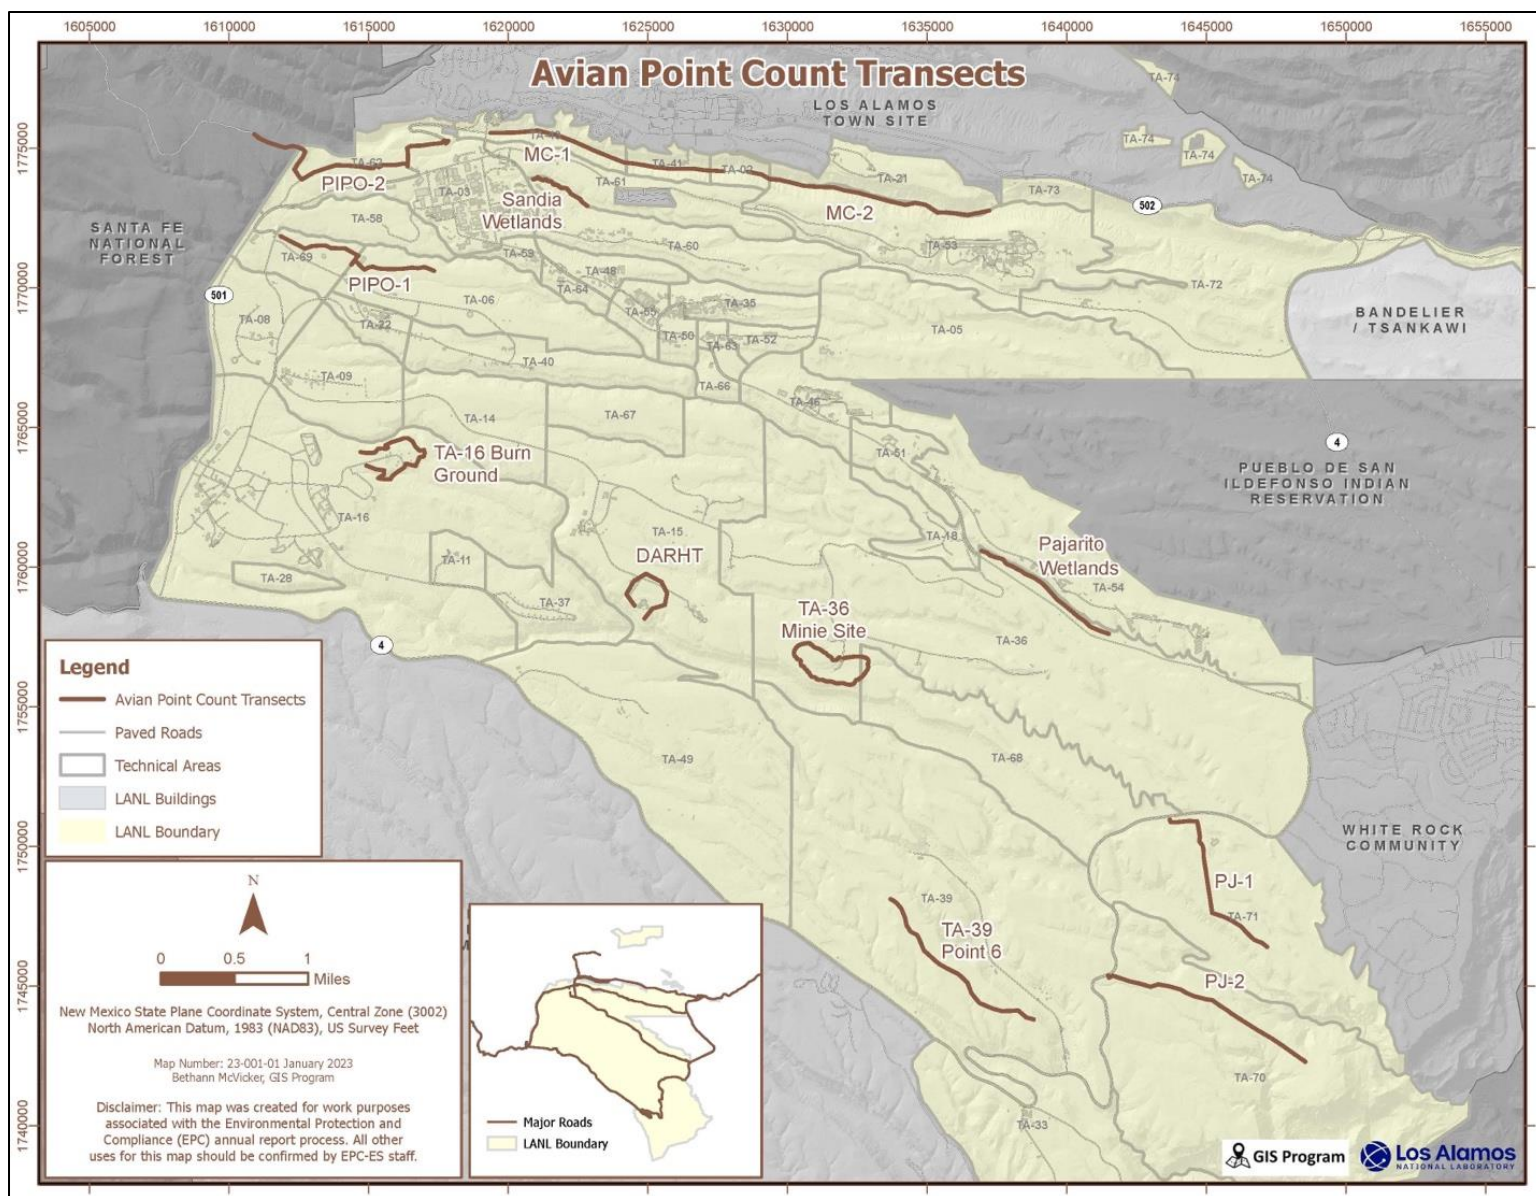 1605000 1610000 1615000 1620000 1625000 1630000 1635000 1640000 1645000 1650000 1655000
Avian Point Count Transects
LOS ALAMOS
TOWN SITE
TA-74
TA-74
TA-74
TA-74
1775000
1770000
1765000
1760000
1755000
1750000
1745000
1740000
SANTA FE
NATIONAL
FOREST
501
TA-62
PIPO-2
MC-1
TA-41
TA-02
TA-61
TA-21
TA-73
502
TA-03
Sandia
Wetlands
MC-2
TA-58
TA-60
TA-53
TA-59
TA-69
PIPO-1
TA-48
TA-64
TA-72
TA-06
TA-55
TA-35
TA-08
TA-22
TA-50
TA-63
TA-52
TA-05
BANDELIER
/ TSANKAWI
TA-40
TA-09
TA-66
TA-46
TA-14
TA-67
TA-51
4
PUEBLO DE SAN
ILDEFONSO INDIAN
RESERVATION
TA-16 Burn
Ground
TA-16
TA-15
TA-18
DARHT
Pajarito
Wetlands
TA-54
TA-11
TA-28
TA-37
TA-36
Minie Site
TA-36
4
TA-49
TA-68
WHITE ROCK
COMMUNITY
PJ-1
TA-71
TA-39
TA-39
Point 6
PJ-2
TA-70
TA-33
Legend
Avian Point Count Transects
Paved Roads
Technical Areas
LANL Buildings
LANL Boundary
N
0 0.5 1
Miles
New Mexico State Plane Coordinate System, Central Zone (3002)
North American Datum, 1983 (NAD83), US Survey Feet
Map Number: 23-001-01 January 2023
Bethann McVicker, GIS Program
Disclaimer: This map was created for work purposes
associated with the Environmental Protection and
Compliance (EPC) annual report process. All other
uses for this map should be confirmed by EPC-ES staff.
Major Roads
LANL Boundary
GIS Program
Los Alamos
NATIONAL LABORATORY